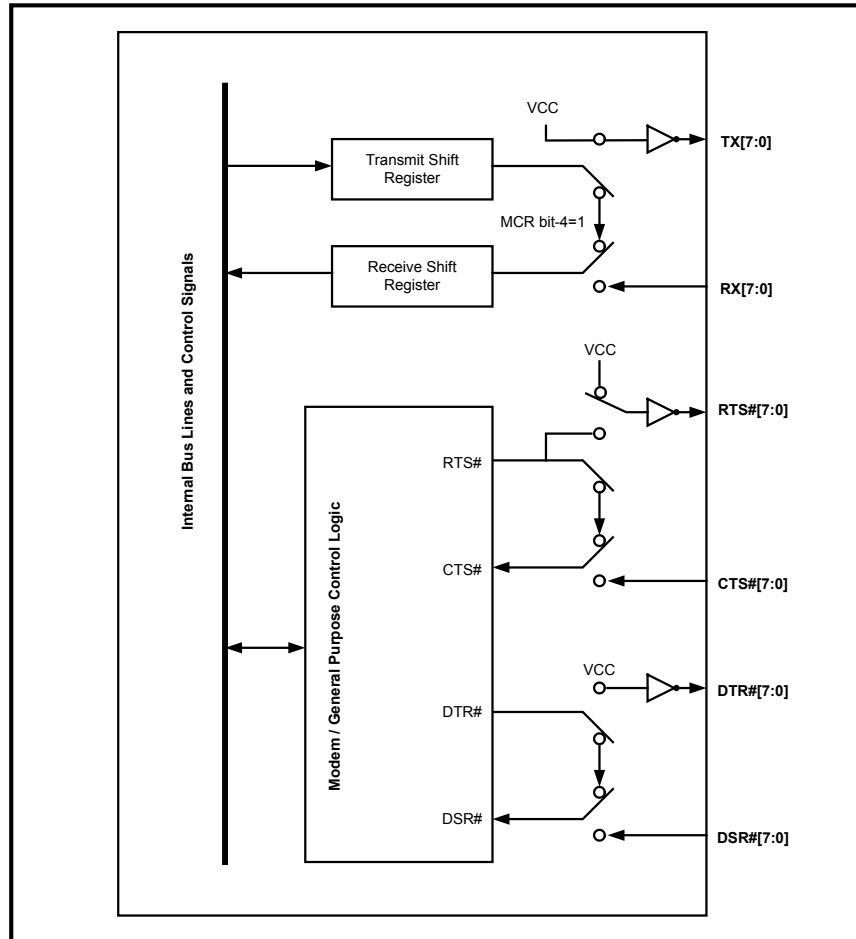 VCC
TX[7:0]
Transmit Shift
Register
MCR bit-4=1
Receive Shift
Register
RX[7:0]
Internal Bus Lines and Control Signals
VCC
RTS#[7:0]
RTS#
Modem / General Purpose Control Logic
CTS#
CTS#[7:0]
VCC
DTR#[7:0]
DTR#
DSR#
DSR#[7:0]